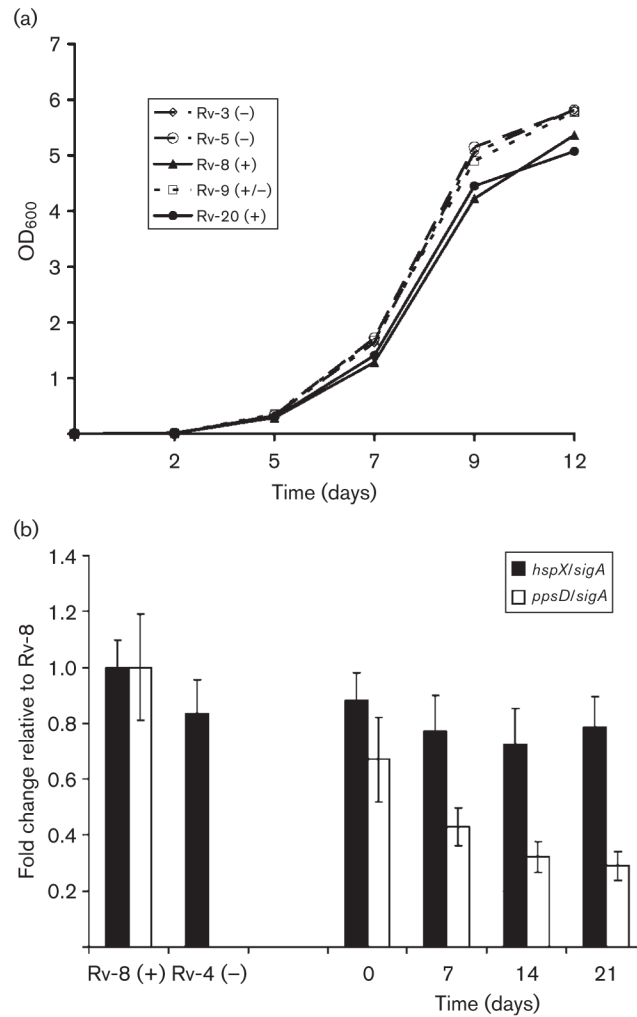 (a)
7
6
5
4
3
2
1
OD600
Rv-3 (−)
Rv-5 (−)
Rv-8 (+)
Rv-9 (+/−)
Rv-20 (+)
2 5 7 9 12
Time (days)
(b)
1.4
1.2
1.0
0.8
0.6
0.4
0.2
Fold change relative to Rv-8
hspX/sigA
ppsD/sigA
Rv-8 (+) Rv-4 (−) 0 7 14 21
Time (days)